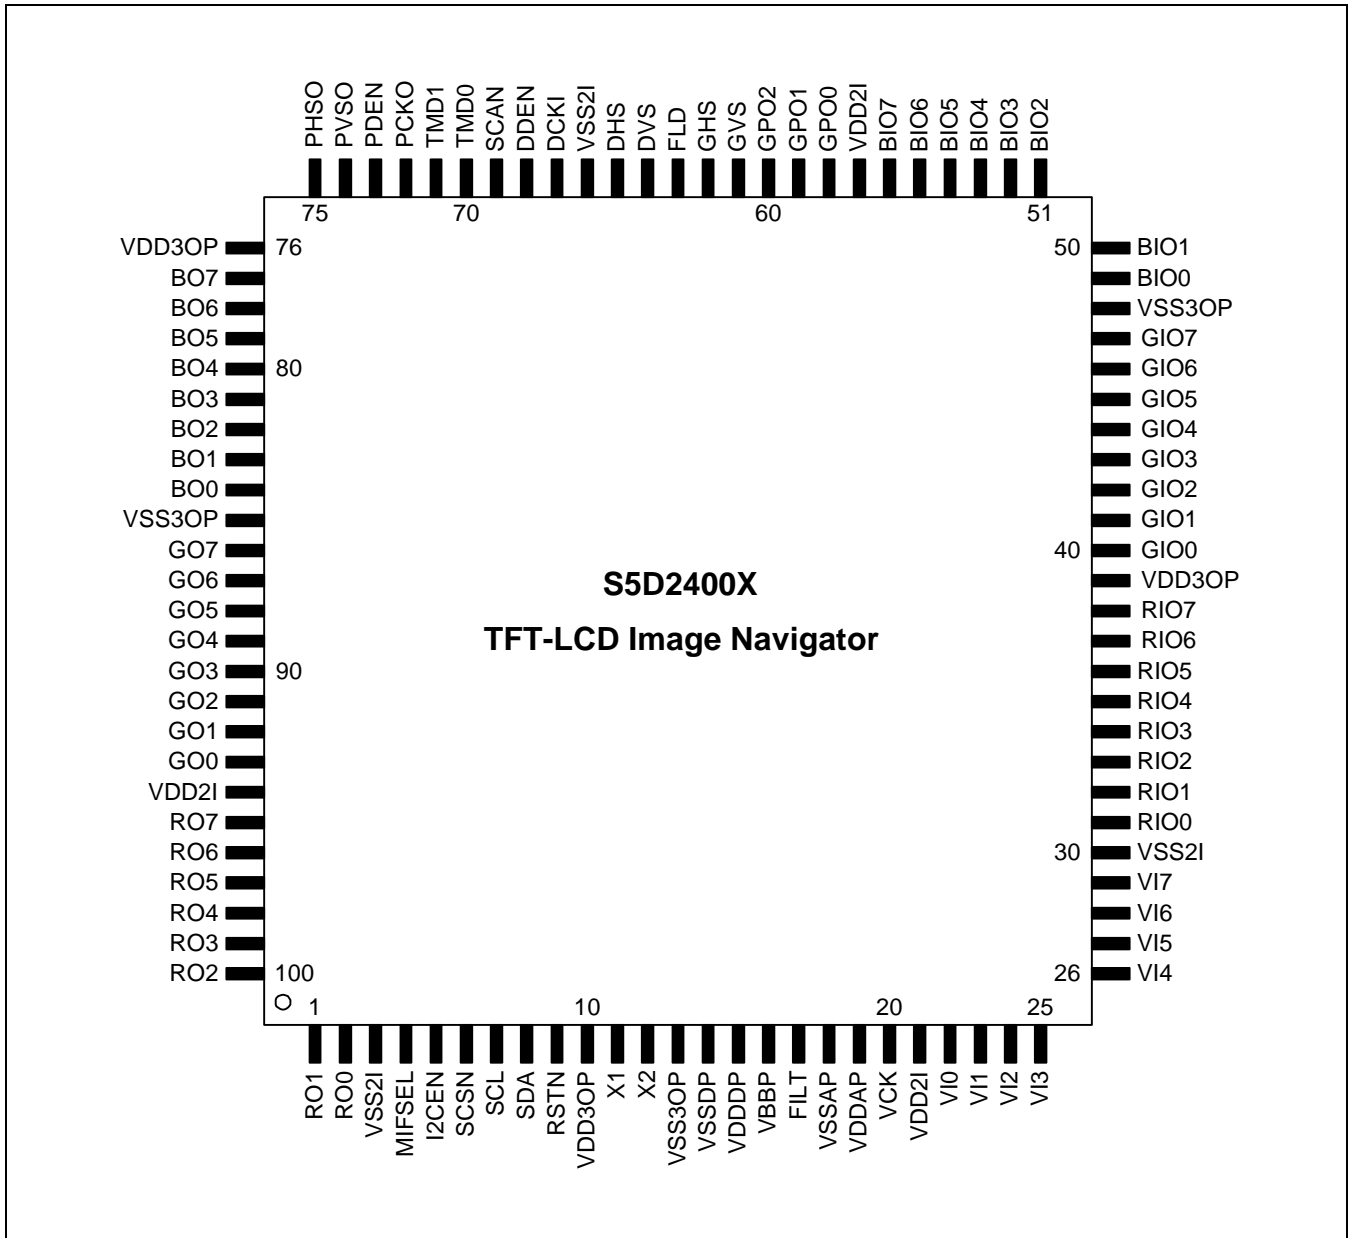 PHSO PVSO PDEN PCKO TMD1 TMD0 SCAN DDEN DCKI VSS2I DHS DVS FLD GHS GVS GPO2 GPO1 GPO0 VDD2I BIO7 BIO6 BIO5 BIO4 BIO3 BIO2
75 70 60 51
VDD3OP 76 50 BIO1
BO7 BIO0
BO6 VSS3OP
BO5 GIO7
BO4 80 GIO6
BO3 GIO5
BO2 GIO4
BO1 GIO3
BO0 GIO2
VSS3OP GIO1
GO7 40 GIO0
GO6 VDD3OP
S5D2400X
GO5 RIO7
GO4 RIO6
TFT-LCD Image Navigator
GO3 90 RIO5
GO2 RIO4
GO1 RIO3
GO0 RIO2
VDD2I RIO1
RO7 RIO0
RO6 30 VSS2I
RO5 VI7
RO4 VI6
RO3 VI5
RO2 100 26 VI4
1 10 20 25
RO1 RO0 VSS2I MIFSEL I2CEN SCSN SCL SDA RSTN VDD3OP X1 X2 VSS3OP VSSDP VDDDP VBBP FILT VSSAP VDDAP VCK VDD2I VI0 VI1 VI2 VI3